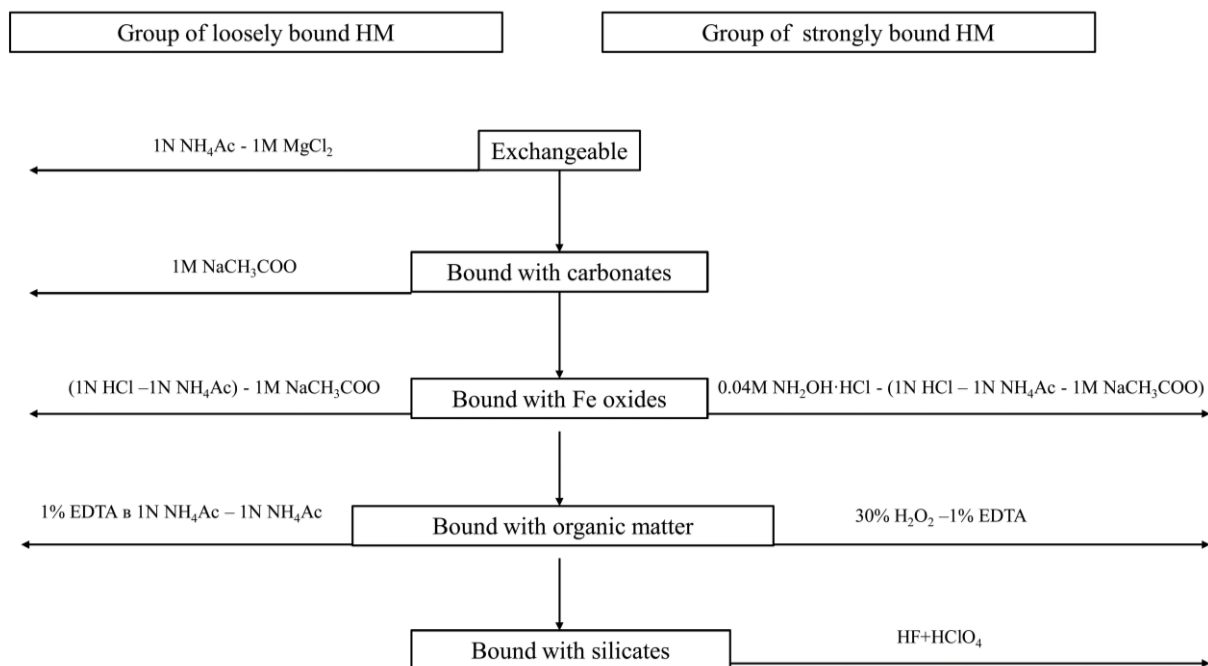 Group of loosely bound HM
Group of strongly bound HM
1N NH₄Ac - 1M MgCl₂
Exchangeable
1M NaCH₃COO
Bound with carbonates
(1N HCl –1N NH₄Ac) - 1M NaCH₃COO
Bound with Fe oxides
0.04M NH₂OH·HCl - (1N HCl – 1N NH₄Ac - 1M NaCH₃COO)
1% EDTA в 1N NH₄Ac – 1N NH₄Ac
Bound with organic matter
30% H₂O₂ –1% EDTA
Bound with silicates
HF+HClO₄